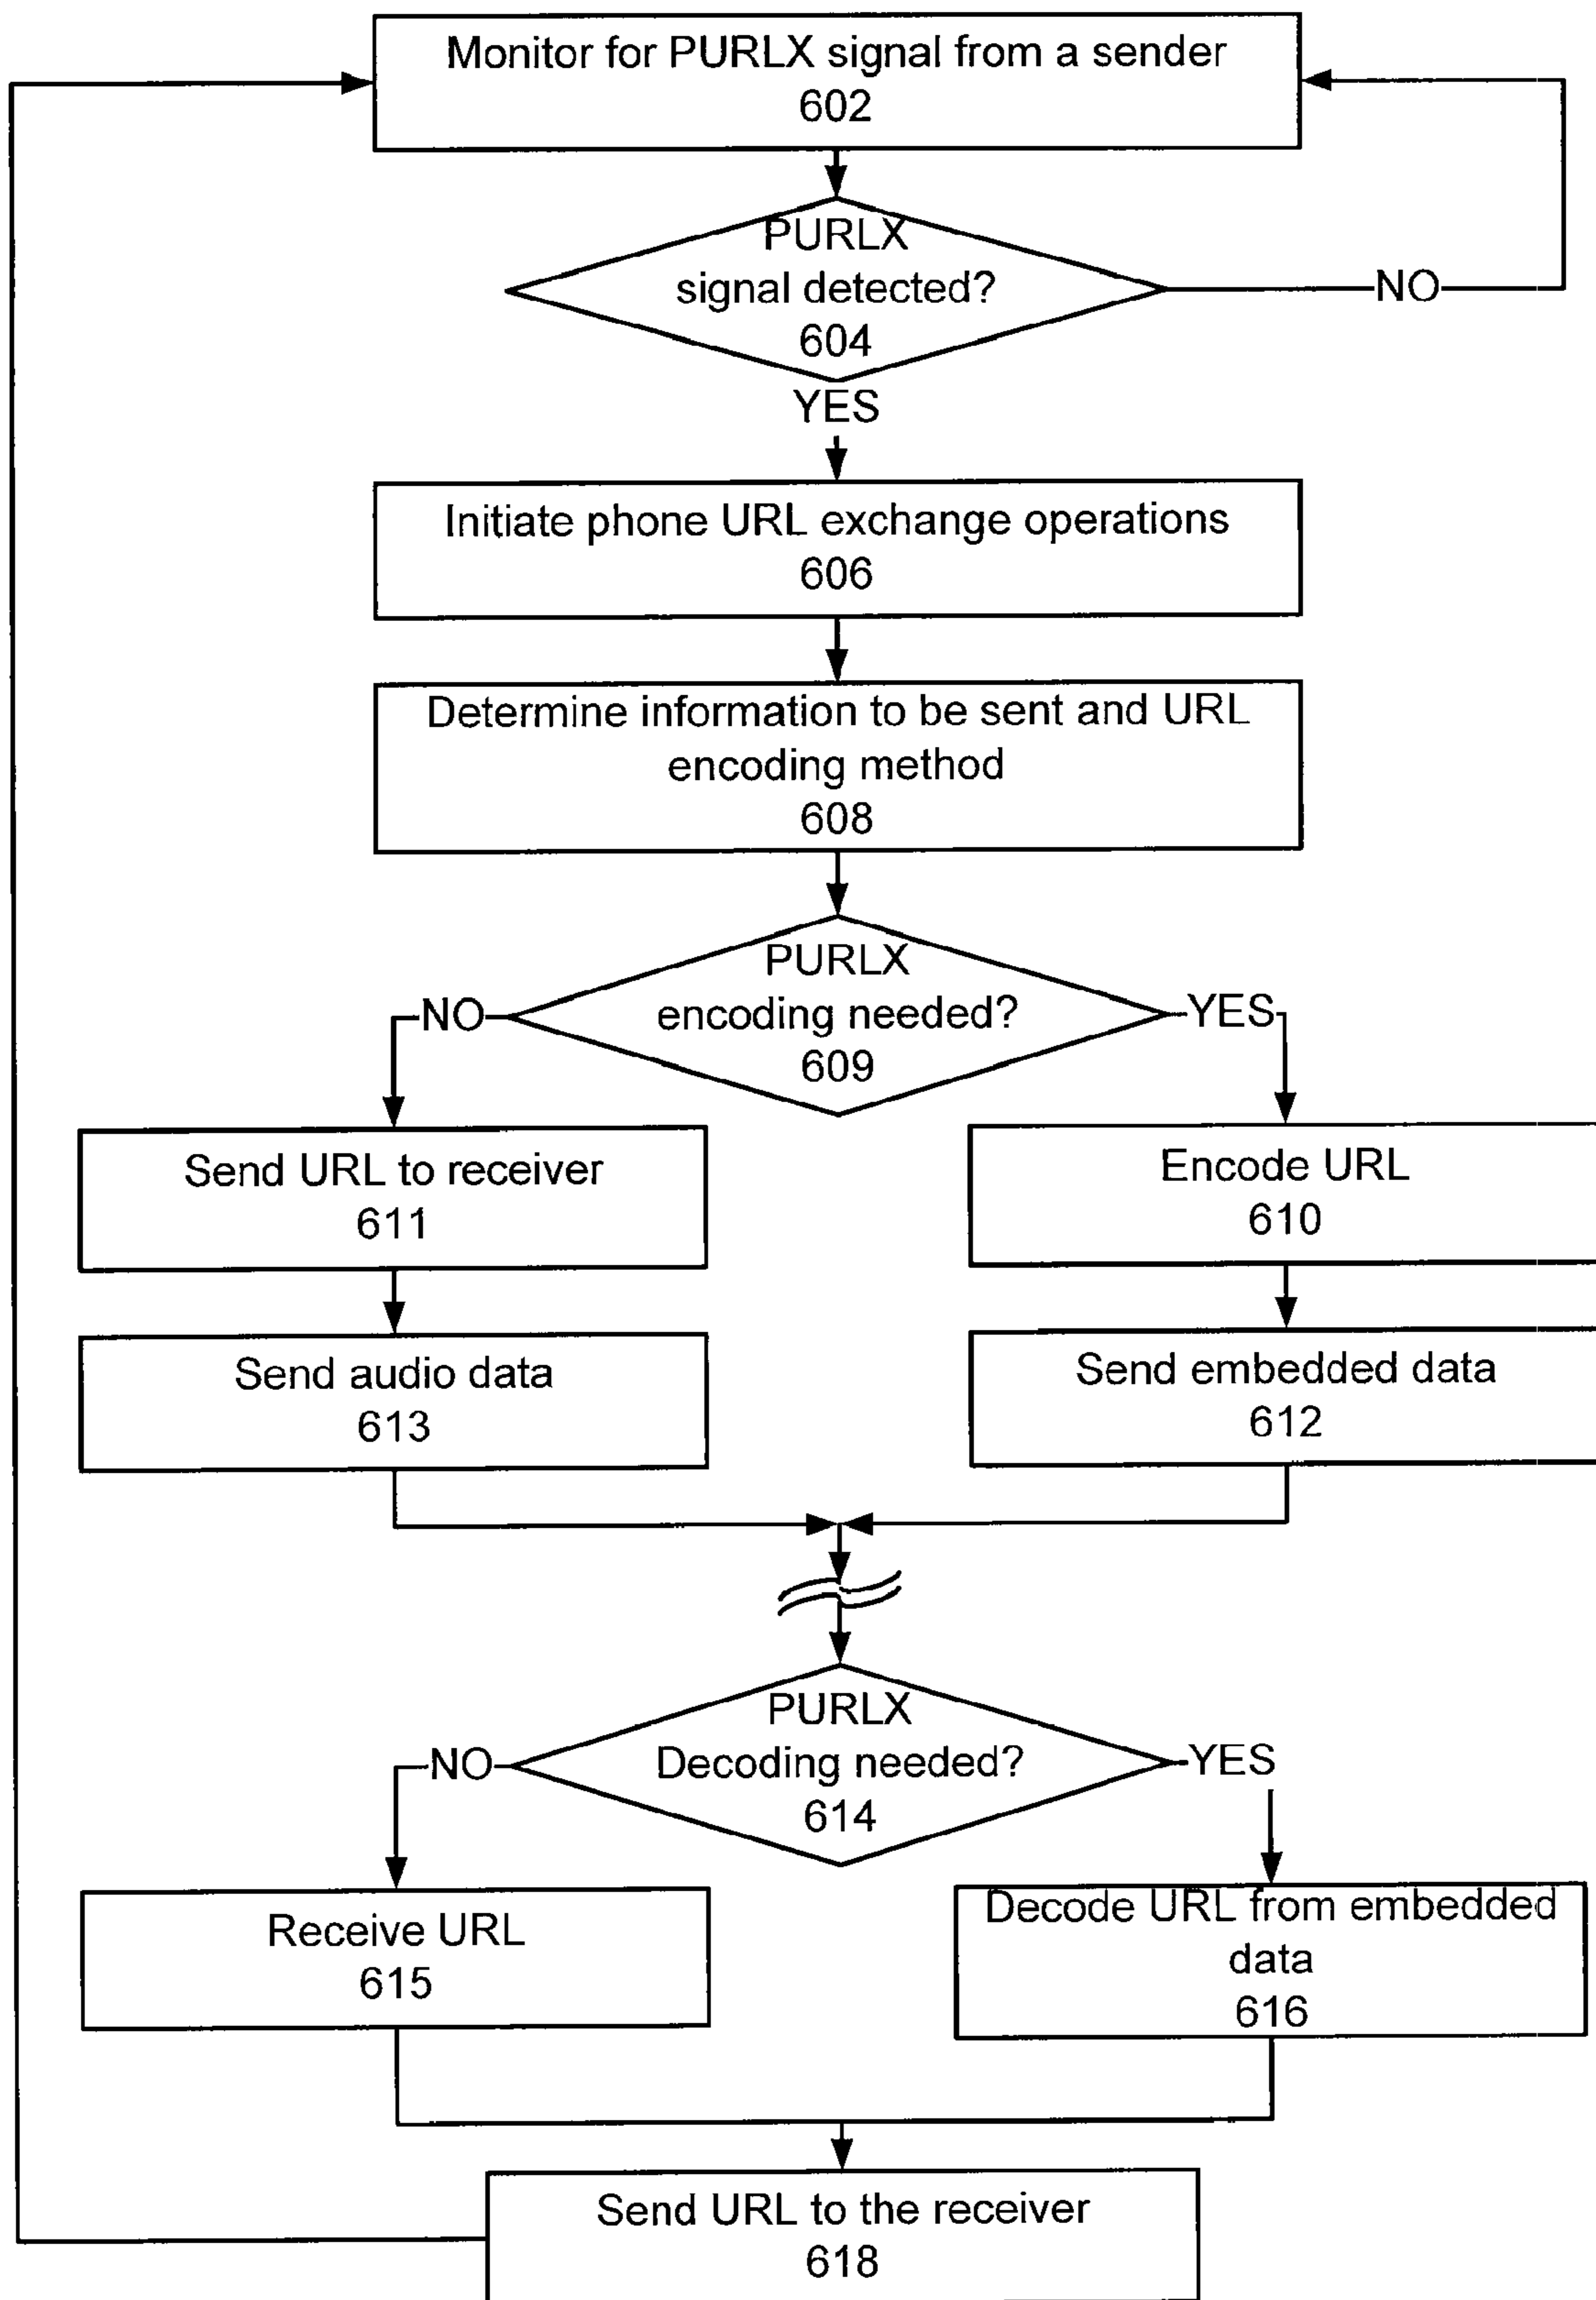 Monitor for PURLX signal from a sender
602
PURLX
signal detected?
604
NO
YES
Initiate phone URL exchange operations
606
Determine information to be sent and URL
encoding method
608
PURLX
encoding needed?
609
NO
YES
Send URL to receiver
611
Encode URL
610
Send audio data
613
Send embedded data
612
PURLX
Decoding needed?
614
NO
YES
Receive URL
615
Decode URL from embedded
data
616
Send URL to the receiver
618